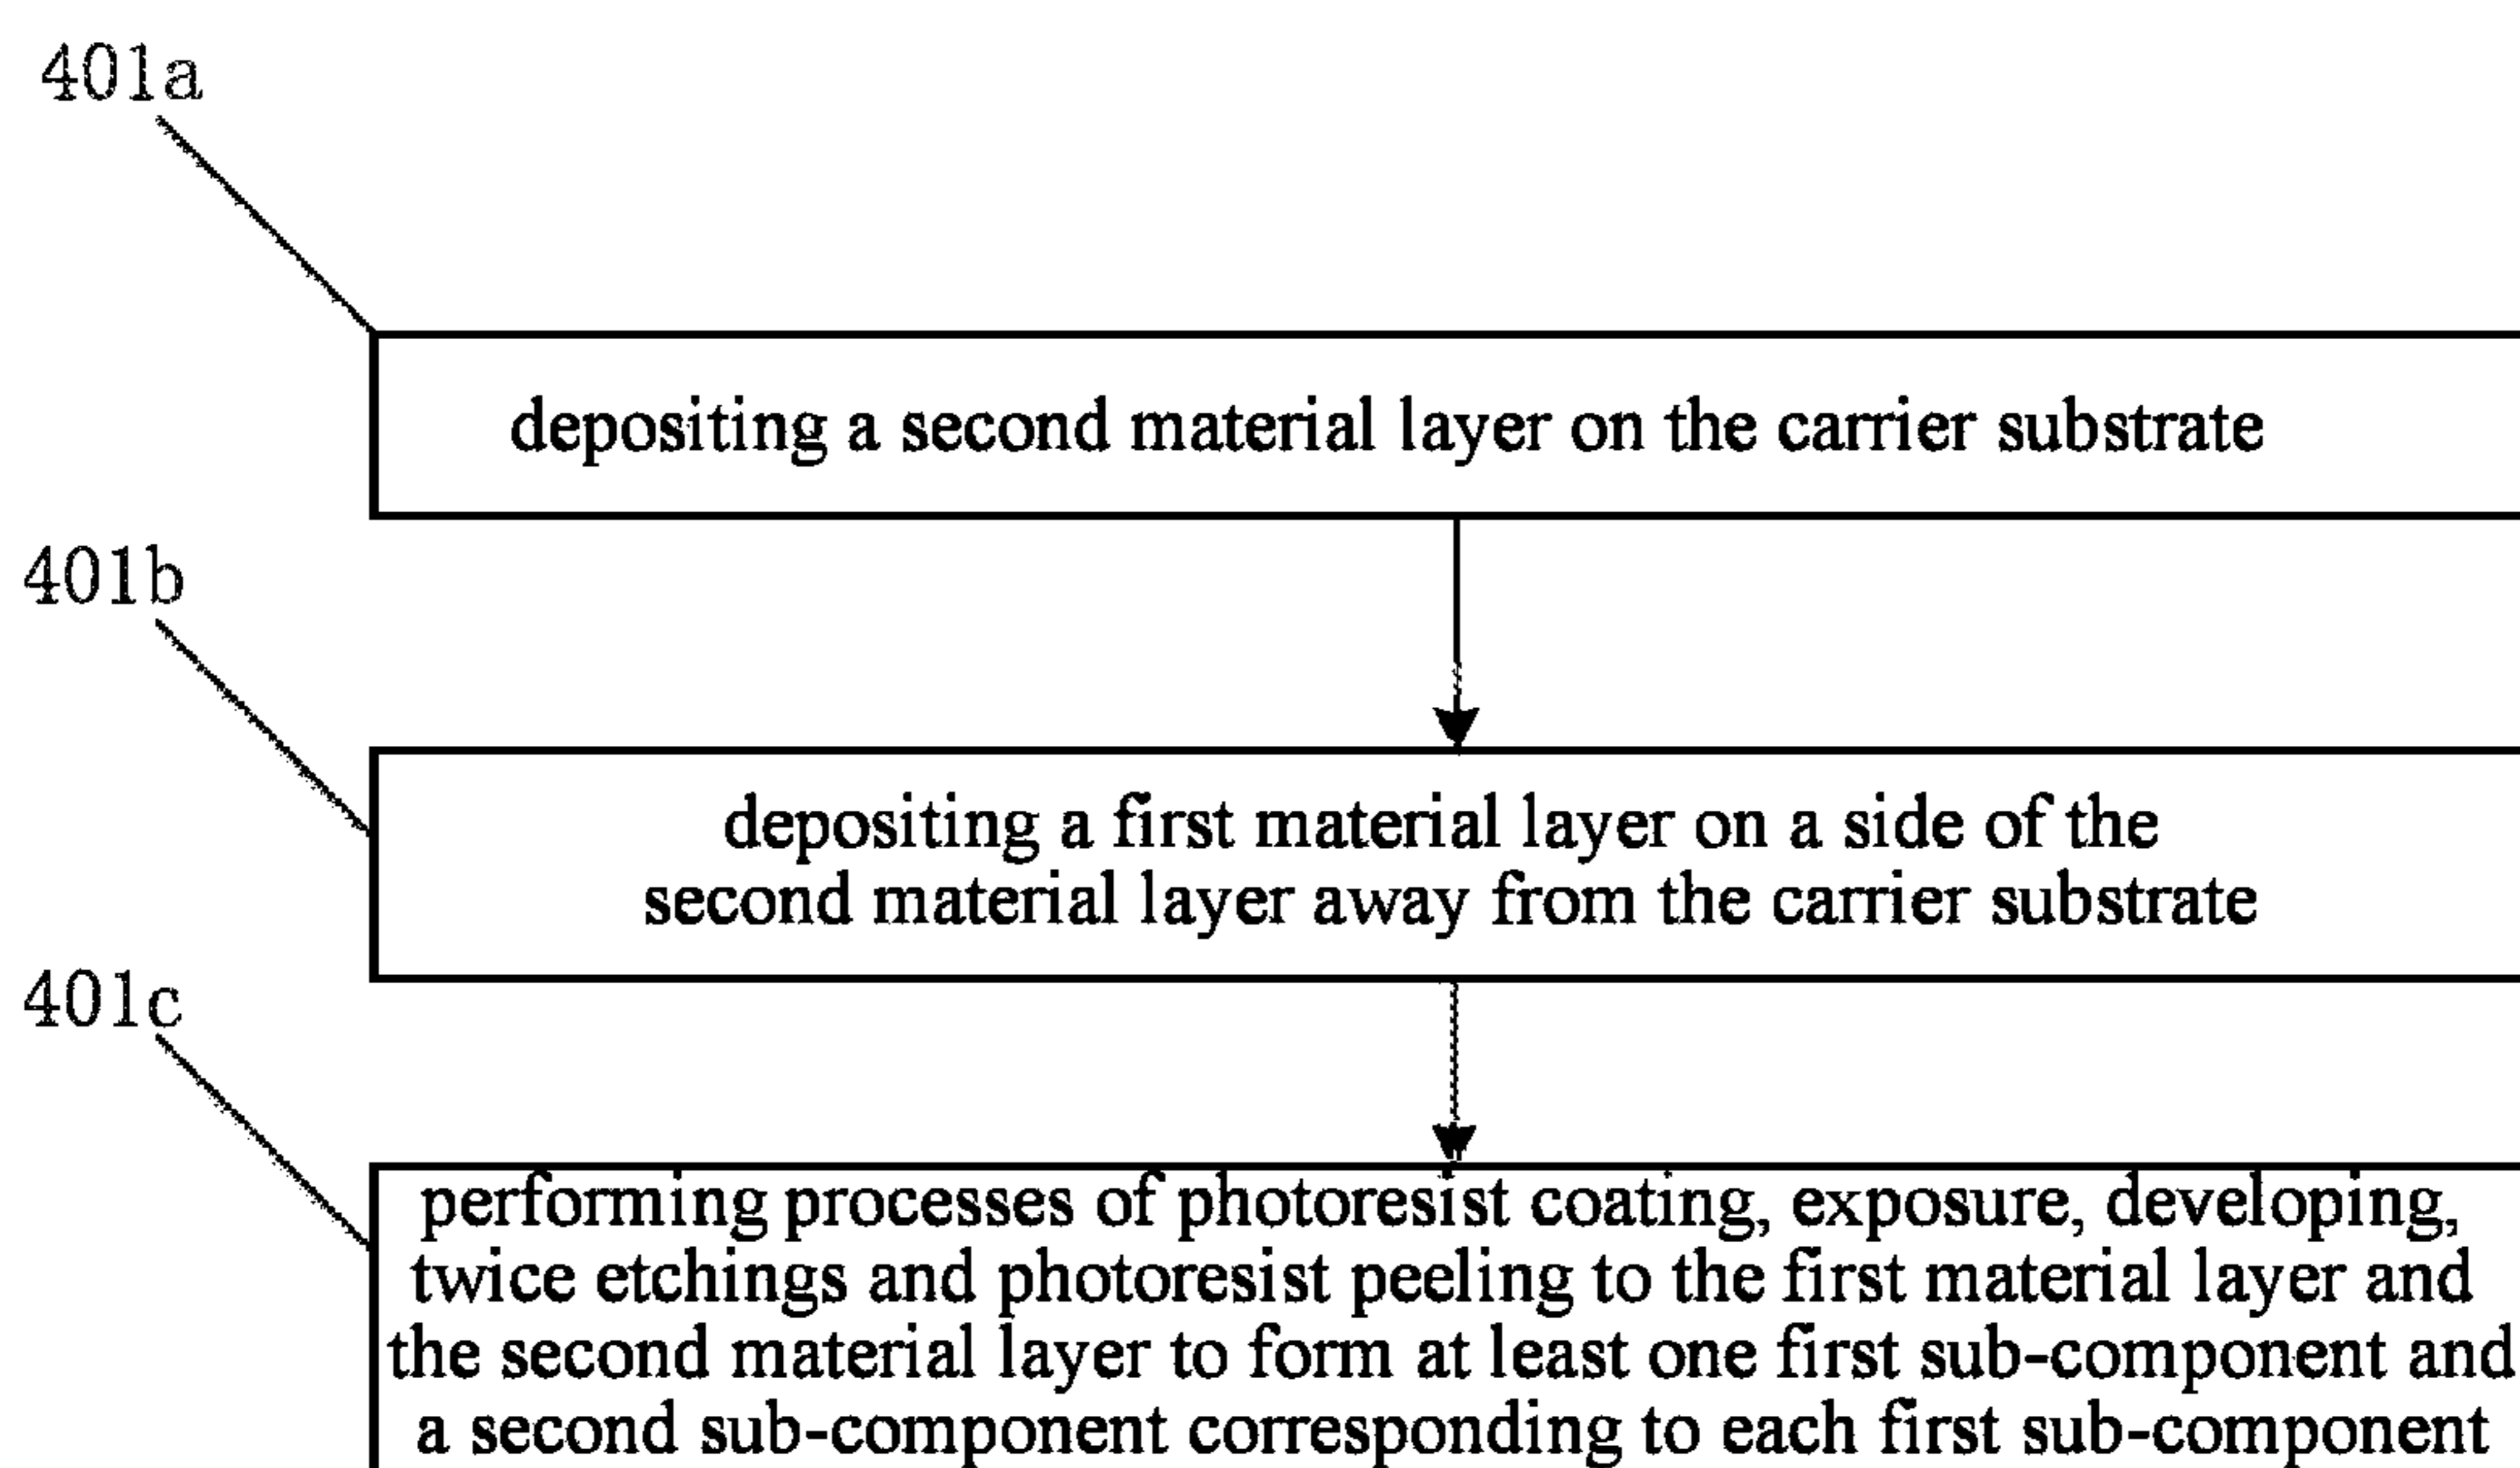 401a
depositing a second material layer on the carrier substrate
401b
depositing a first material layer on a side of the
second material layer away from the carrier substrate
401c
performing processes of photoresist coating, exposure, developing,
twice etchings and photoresist peeling to the first material layer and
the second material layer to form at least one first sub-component and
a second sub-component corresponding to each first sub-component